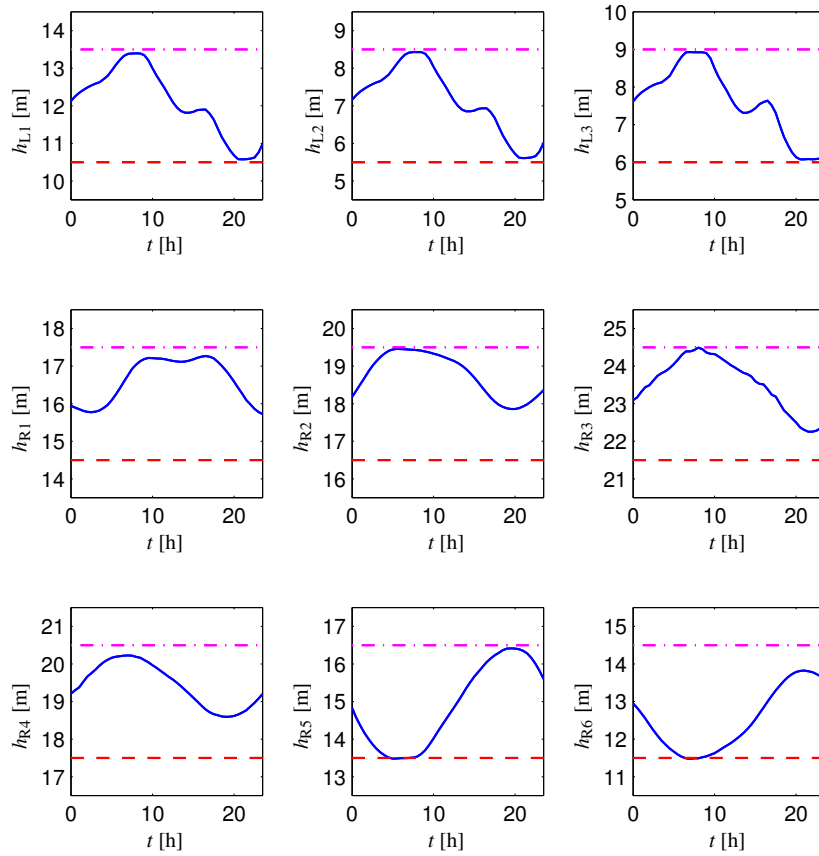 14
13
12
11
10
h_L1 [m]
0 10 20
t [h]
9
8
7
6
5
h_L2 [m]
0 10 20
t [h]
10
9
8
7
6
5
h_L3 [m]
0 10 20
t [h]
18
17
16
15
14
h_R1 [m]
0 10 20
t [h]
20
19
18
17
16
h_R2 [m]
0 10 20
t [h]
25
24
23
22
21
h_R3 [m]
0 10 20
t [h]
21
20
19
18
17
h_R4 [m]
0 10 20
t [h]
17
16
15
14
13
h_R5 [m]
0 10 20
t [h]
15
14
13
12
11
h_R6 [m]
0 10 20
t [h]